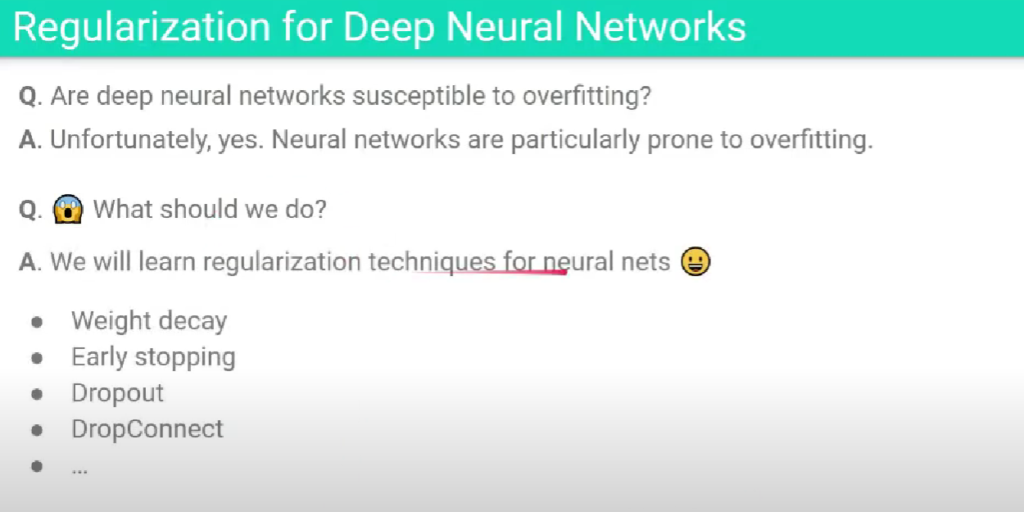 Regularization for Deep Neural Networks
Q. Are deep neural networks susceptible to overfitting?
A. Unfortunately, yes. Neural networks are particularly prone to overfitting.
Q. 😱 What should we do?
A. We will learn regularization techniques for neural nets 😀
● Weight decay
● Early stopping
● Dropout
● DropConnect
● ...